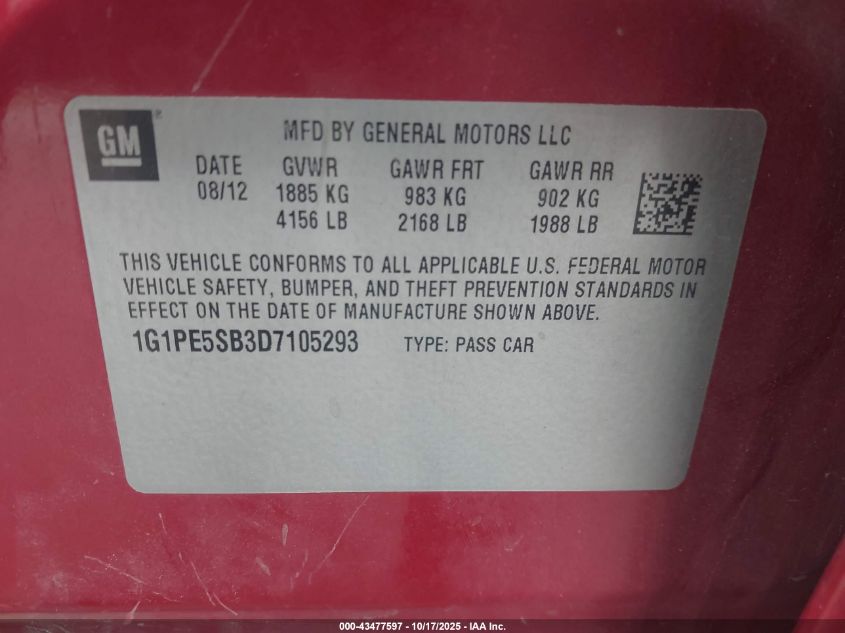 GM
MFD BY GENERAL MOTORS LLC
DATE GVWR GAWR FRT GAWR RR
08/12 1885 KG 983 KG 902 KG
4156 LB 2168 LB 1988 LB
THIS VEHICLE CONFORMS TO ALL APPLICABLE U.S. FEDERAL MOTOR
VEHICLE SAFETY, BUMPER, AND THEFT PREVENTION STANDARDS IN
EFFECT ON THE DATE OF MANUFACTURE SHOWN ABOVE.
1G1PE5SB3D7105293 TYPE: PASS CAR
000-43477597 - 10/17/2025 - IAA Inc.